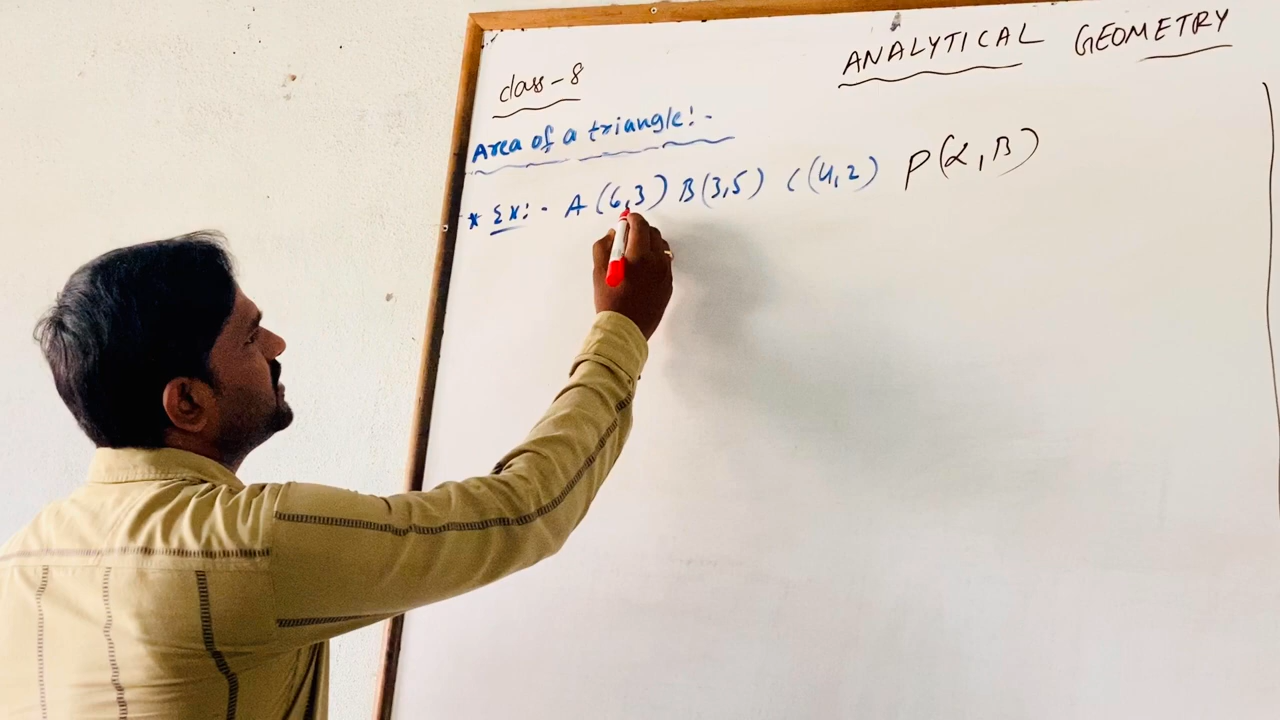 ANALYTICAL GEOMETRY
class-8
Area of a triangle:-
* Ex:- A(6,3) B(3,5) C(4,2) P(α,β)